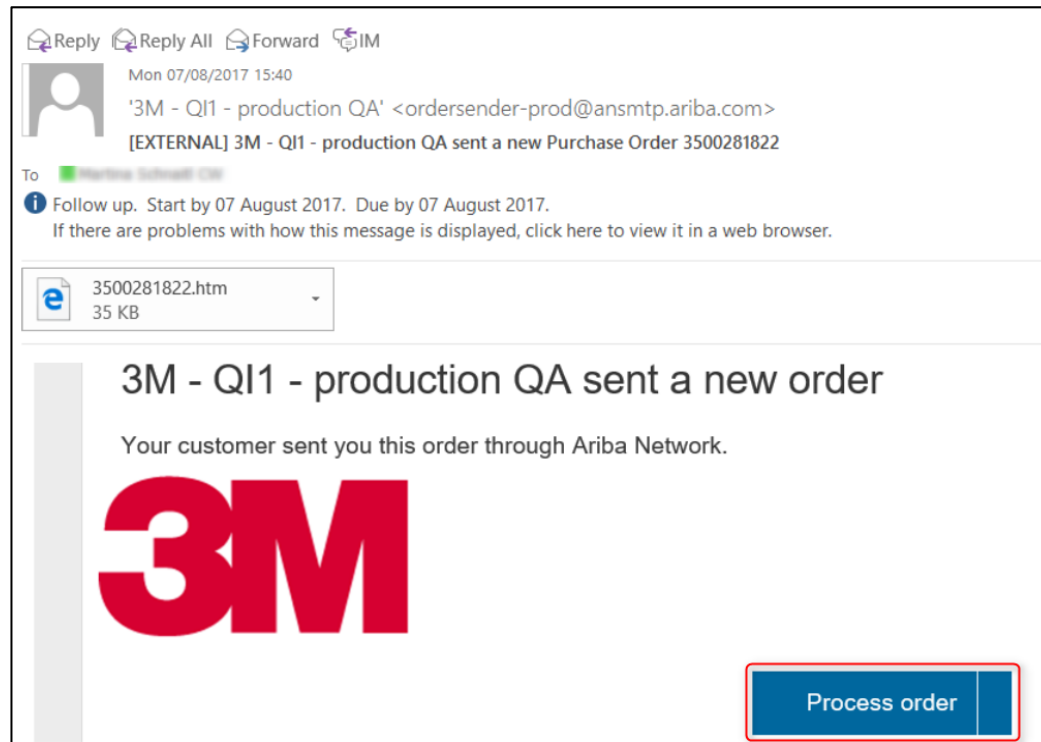 Reply Reply All Forward IM
Mon 07/08/2017 15:40
'3M - QI1 - production QA' <ordersender-prod@ansmtp.ariba.com>
[EXTERNAL] 3M - QI1 - production QA sent a new Purchase Order 3500281822
To
Follow up. Start by 07 August 2017. Due by 07 August 2017.
If there are problems with how this message is displayed, click here to view it in a web browser.
3500281822.htm
35 KB
3M - QI1 - production QA sent a new order
Your customer sent you this order through Ariba Network.
3M
Process order